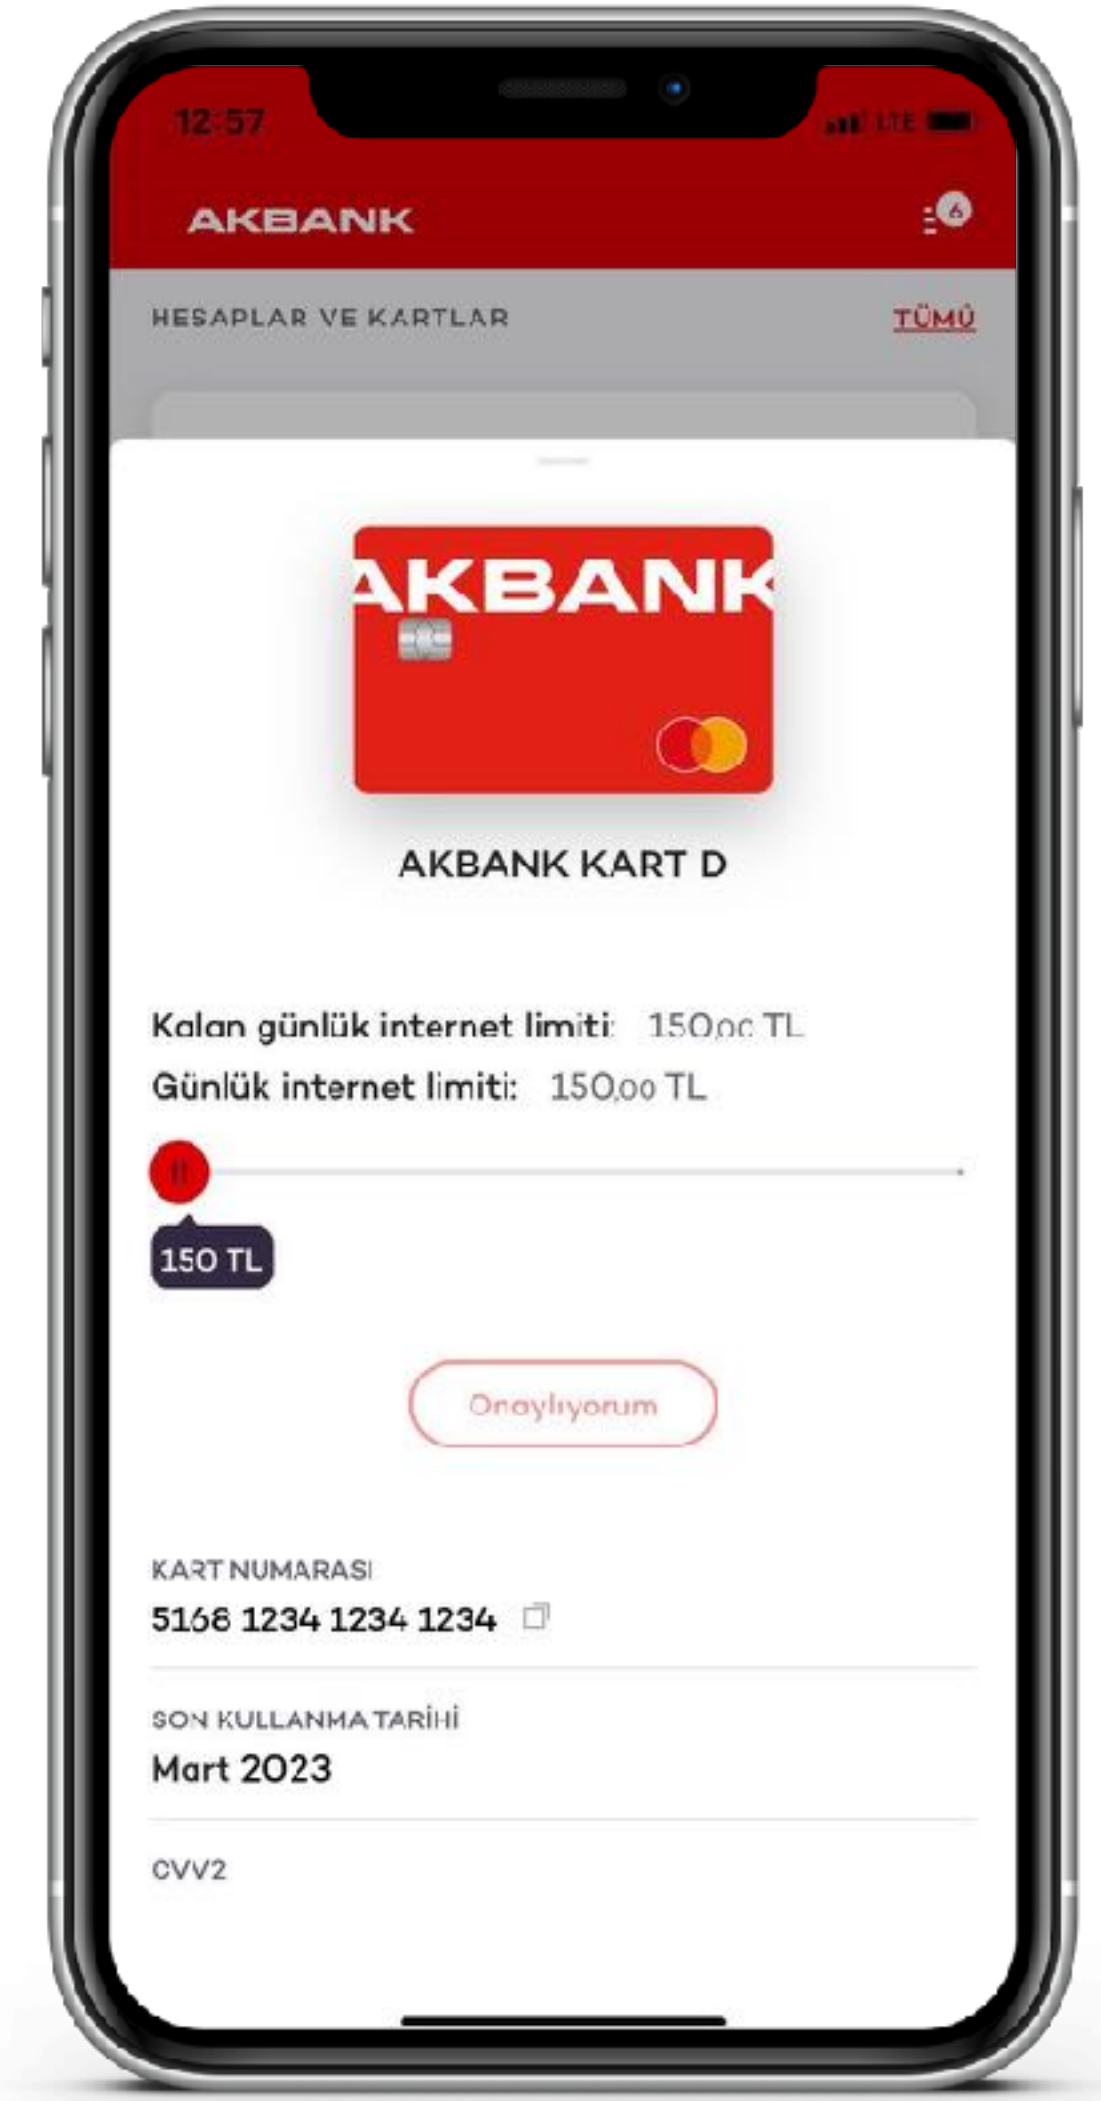 12:57
LTE
AKBANK
6
HESAPLAR VE KARTLAR
TÜMÜ
AKBANK
AKBANK KART D
Kalan günlük internet limiti: 150,00 TL
Günlük internet limiti: 150,00 TL
150 TL
Onaylıyorum
KART NUMARASI
5168 1234 1234 1234
SON KULLANMA TARİHİ
Mart 2023
CVV2